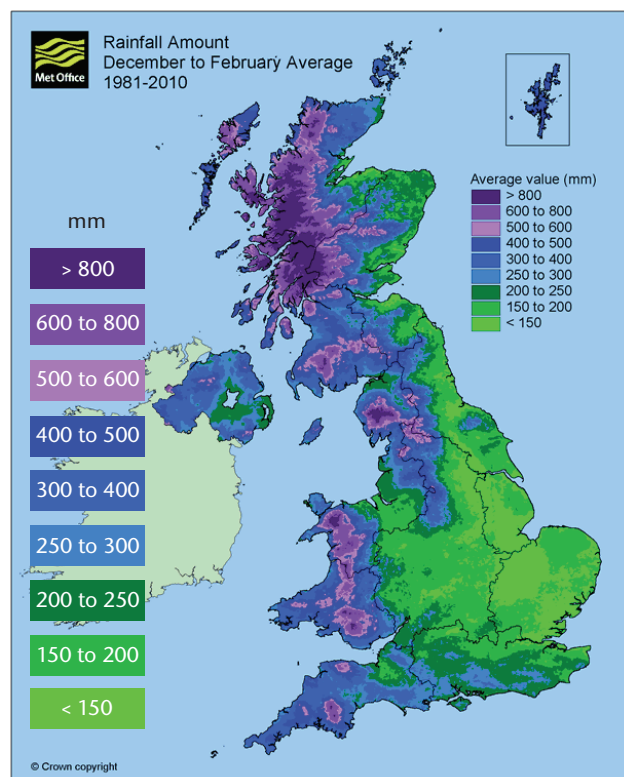 Met Office
Rainfall Amount
December to February Average
1981-2010
Average value (mm)
> 800
600 to 800
500 to 600
400 to 500
300 to 400
250 to 300
200 to 250
150 to 200
< 150
mm
> 800
600 to 800
500 to 600
400 to 500
300 to 400
250 to 300
200 to 250
150 to 200
< 150
© Crown copyright